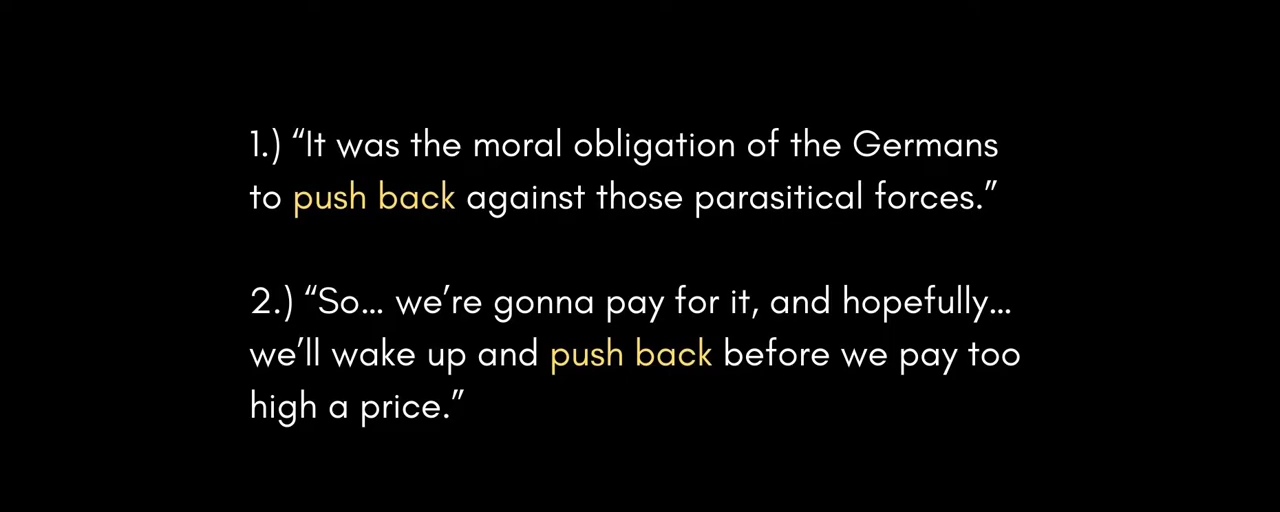 1.) “It was the moral obligation of the Germans
to push back against those parasitical forces.”
2.) “So... we’re gonna pay for it, and hopefully...
we’ll wake up and push back before we pay too
high a price.”